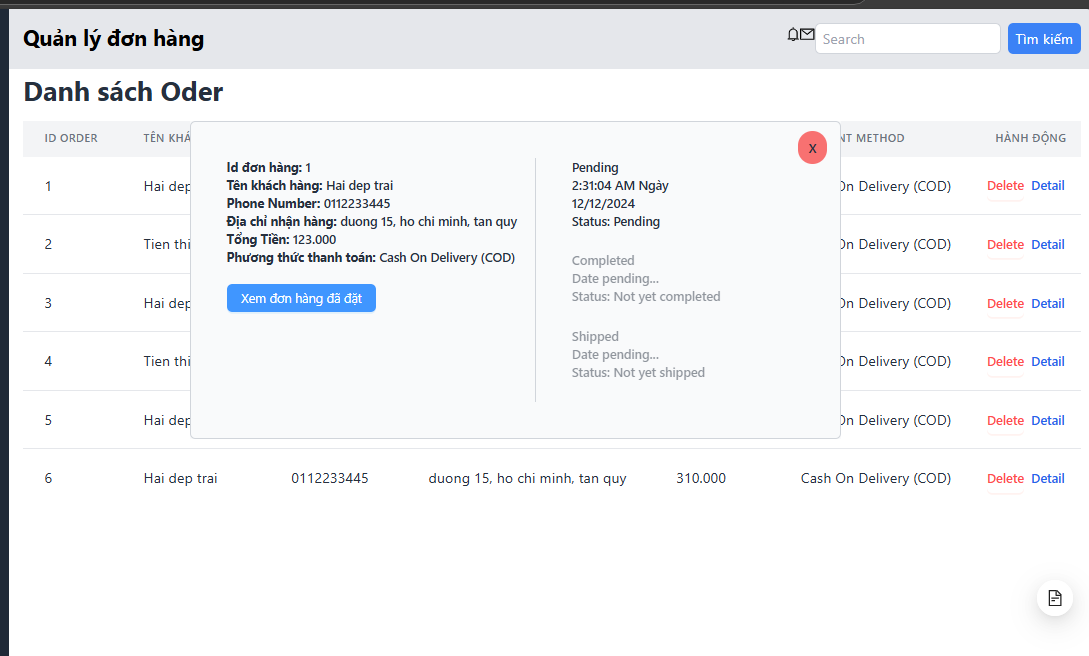 Quản lý đơn hàng
Search
Tìm kiếm
Danh sách Oder
ID ORDER
TÊN KHÁ
NT METHOD
HÀNH ĐỘNG
X
Id đơn hàng: 1
Tên khách hàng: Hai dep trai
Phone Number: 0112233445
Địa chỉ nhận hàng: duong 15, ho chi minh, tan quy
Tổng Tiền: 123.000
Phương thức thanh toán: Cash On Delivery (COD)
Xem đơn hàng đã đặt
Pending
2:31:04 AM Ngày
12/12/2024
Status: Pending
Completed
Date pending...
Status: Not yet completed
Shipped
Date pending...
Status: Not yet shipped
1 Hai dep On Delivery (COD) Delete Detail
2 Tien thi On Delivery (COD) Delete Detail
3 Hai dep On Delivery (COD) Delete Detail
4 Tien thi On Delivery (COD) Delete Detail
5 Hai dep On Delivery (COD) Delete Detail
6 Hai dep trai 0112233445 duong 15, ho chi minh, tan quy 310.000 Cash On Delivery (COD) Delete Detail